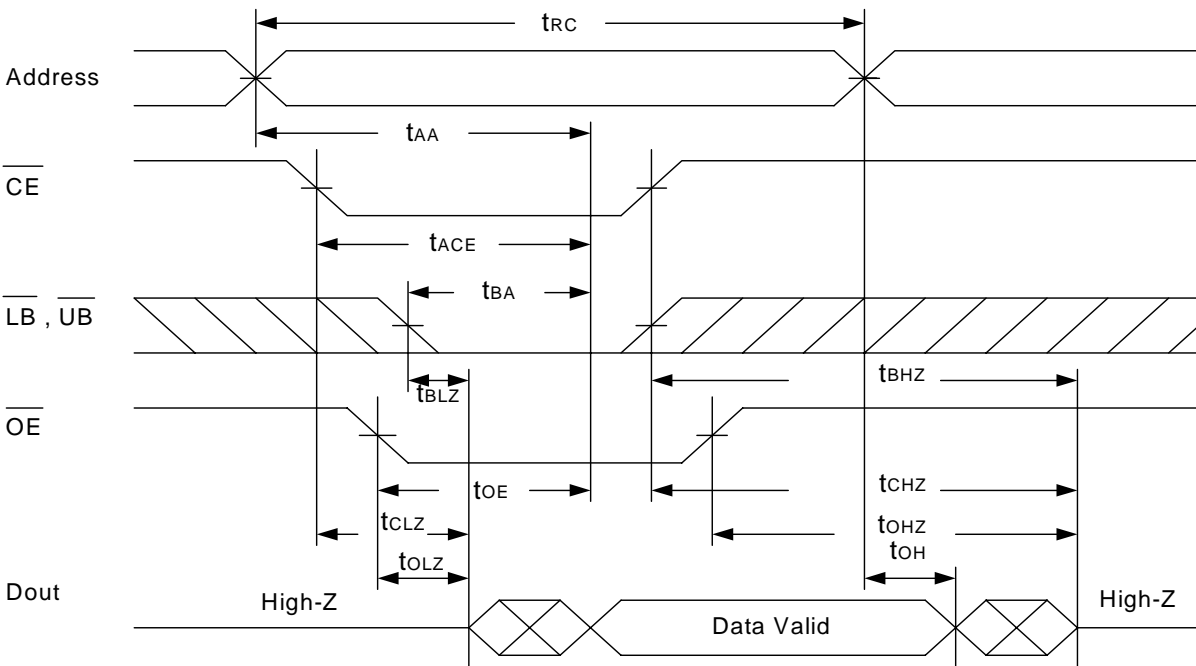 tRC
Address
tAA
CE
tACE
tBA
LB , UB
tBLZ
tBHZ
OE
tOE
tCHZ
tCLZ
tOHZ
tOLZ
tOH
Dout
High-Z
Data Valid
High-Z